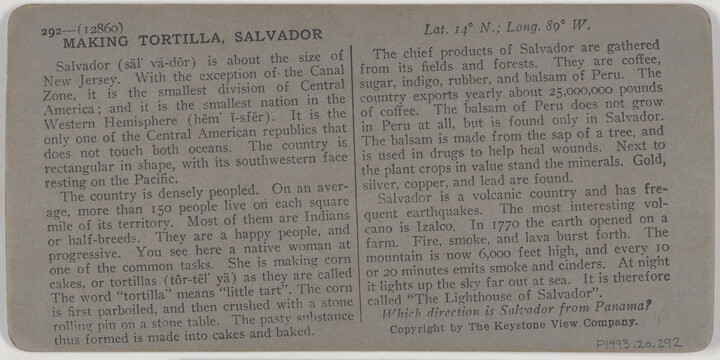 292—(12860)
MAKING TORTILLA, SALVADOR
Salvador (säl′ vä-dōr) is about the size of
New Jersey. With the exception of the Canal
Zone, it is the smallest division of Central
America; and it is the smallest nation in the
Western Hemisphere (hĕm′ ĭ-sfēr). It is the
only one of the Central American republics that
does not touch both oceans. The country is
rectangular in shape, with its southwestern face
resting on the Pacific.
The country is densely peopled. On an aver-
age, more than 150 people live on each square
mile of its territory. Most of them are Indians
or half-breeds. They are a happy people, and
progressive. You see here a native woman at
one of the common tasks. She is making corn
cakes, or tortillas (tôr-tēl′ yä) as they are called
The word "tortilla" means "little tart". The corn
is first parboiled, and then crushed with a stone
rolling pin on a stone table. The pasty substance
thus formed is made into cakes and baked.
Lat. 14° N.; Long. 89° W.
The chief products of Salvador are gathered
from its fields and forests. They are coffee,
sugar, indigo, rubber, and balsam of Peru. The
country exports yearly about 25,000,000 pounds
of coffee. The balsam of Peru does not grow
in Peru at all, but is found only in Salvador.
The balsam is made from the sap of a tree, and
is used in drugs to help heal wounds. Next to
the plant crops in value stand the minerals. Gold,
silver, copper, and lead are found.
Salvador is a volcanic country and has fre-
quent earthquakes. The most interesting vol-
cano is Izalco. In 1770 the earth opened on a
farm. Fire, smoke, and lava burst forth. The
mountain is now 6,000 feet high, and every 10
or 20 minutes emits smoke and cinders. At night
it lights up the sky far out at sea. It is therefore
called "The Lighthouse of Salvador".
Which direction is Salvador from Panama?
Copyright by The Keystone View Company.
P1993.20.292